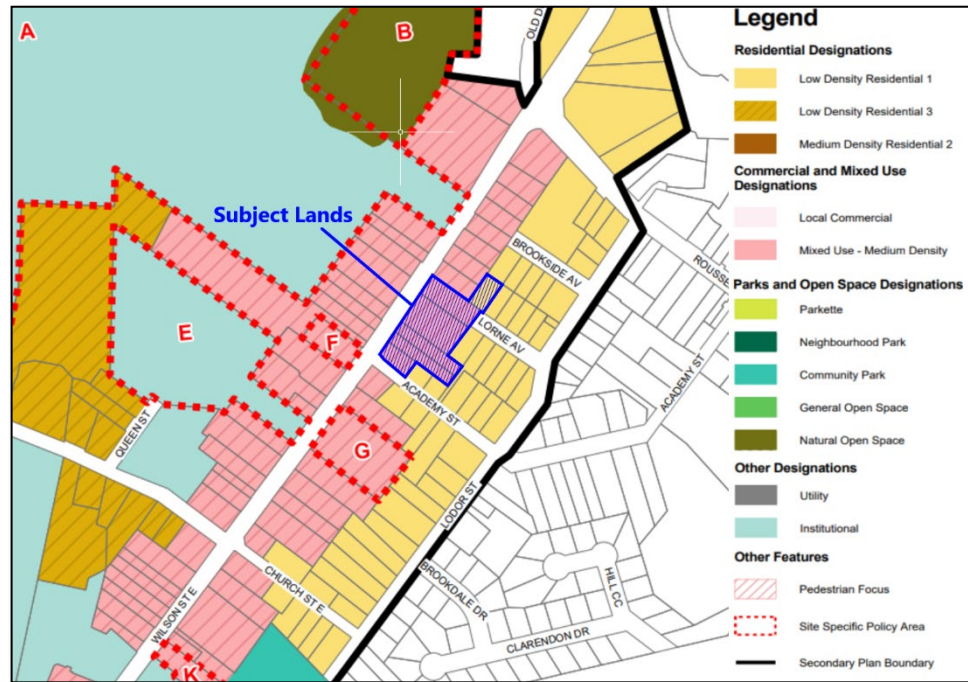 A
B
OLD D
Subject Lands
BROOKSIDE AV
ROUSSE
LORNE AV
E
F
ACADEMY ST
ACADEMY ST
QUEEN ST
G
LODOR ST
CHURCH ST E
BROOKDALE DR
HILL CC
WILSON ST E
CLARENDON DR
K
Legend
Residential Designations
Low Density Residential 1
Low Density Residential 3
Medium Density Residential 2
Commercial and Mixed Use
Designations
Local Commercial
Mixed Use - Medium Density
Parks and Open Space Designations
Parkette
Neighbourhood Park
Community Park
General Open Space
Natural Open Space
Other Designations
Utility
Institutional
Other Features
Pedestrian Focus
Site Specific Policy Area
Secondary Plan Boundary